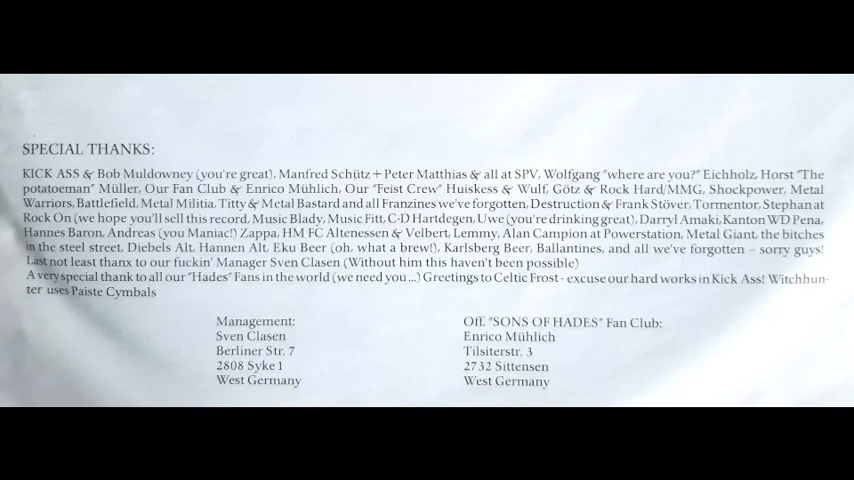 SPECIAL THANKS:
KICK ASS & Bob Muldowney (you're great), Manfred Schütz + Peter Matthias & all at SPV, Wolfgang "where are you?" Eichholz, Horst "The
potatoeman" Müller, Our Fan Club & Enrico Mühlich, Our "Feist Crew" Huiskess & Wulf, Götz & Rock Hard/MMG, Shockpower, Metal
Warriors, Battlefield, Metal Militia, Titty & Metal Bastard and all Franzines we've forgotten, Destruction & Frank Stöver, Tormentor, Stephan at
Rock On (we hope you'll sell this record, Music Blady, Music Fitt, C-D Hartdegen, Uwe (you're drinking great), Darryl Amaki, Kanton WD Pena,
Hannes Baron, Andreas (you Maniac!) Zappa, HM FC Altenessen & Velbert, Lemmy, Alan Campion at Powerstation, Metal Giant, the bitches
in the steel street, Diebels Alt, Hannen Alt, Eku Beer (oh, what a brew!), Karlsberg Beer, Ballantines, and all we've forgotten – sorry guys!
Last not least thanx to our fuckin' Manager Sven Clasen (Without him this haven't been possible)
A very special thank to all our "Hades" Fans in the world (we need you ...) Greetings to Celtic Frost - excuse our hard works in Kick Ass! Witchhun-
ter uses Paiste Cymbals
Management:
Sven Clasen
Berliner Str. 7
2808 Syke 1
West Germany
Off. "SONS OF HADES" Fan Club:
Enrico Mühlich
Tilsiterstr. 3
2732 Sittensen
West Germany